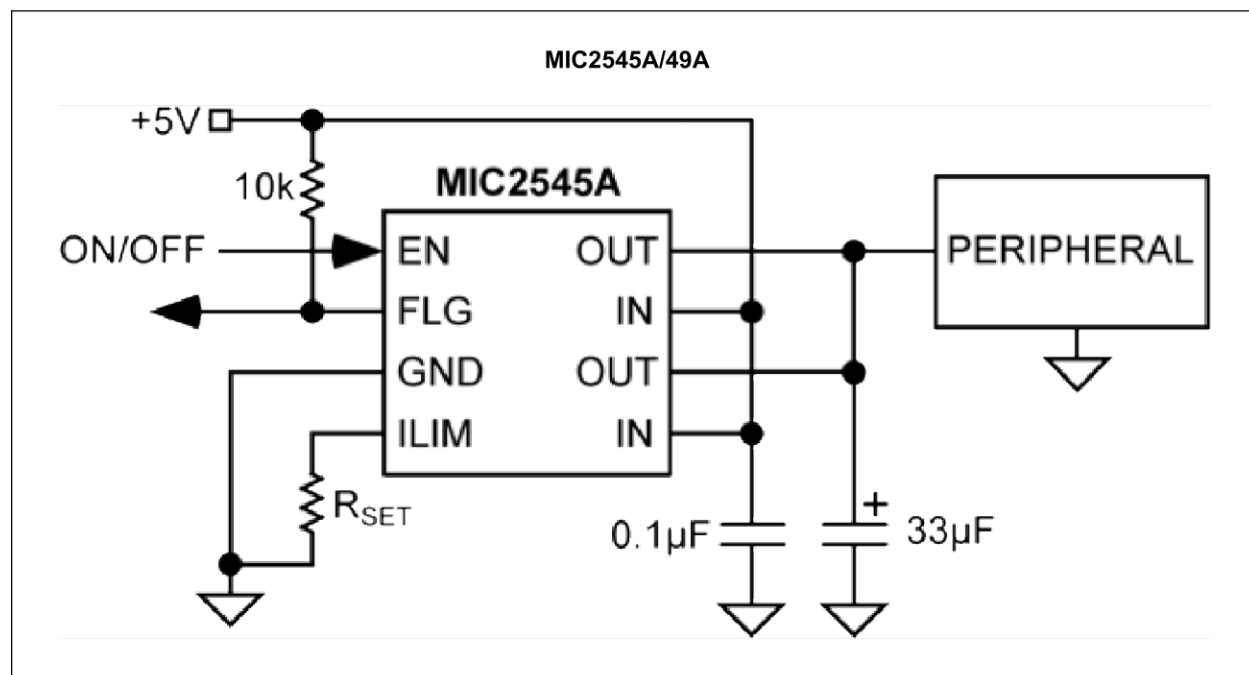 MIC2545A/49A
+5V
10k
MIC2545A
ON/OFF
EN
OUT
PERIPHERAL
FLG
IN
GND
OUT
ILIM
IN
RSET
0.1µF
+
33µF